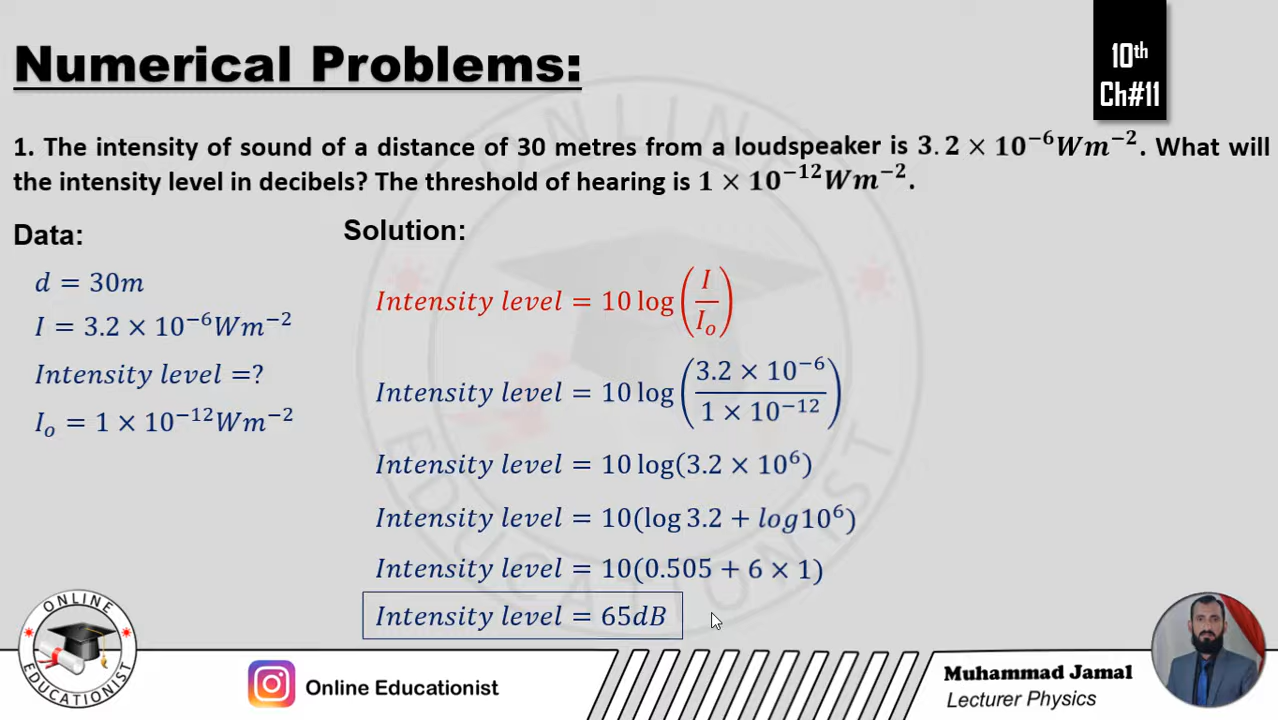 Numerical Problems:
10th
Ch#11
1. The intensity of sound of a distance of 30 metres from a loudspeaker is 3.2 × 10⁻⁶Wm⁻². What will
the intensity level in decibels? The threshold of hearing is 1 × 10⁻¹²Wm⁻².
Data:
d = 30m
I = 3.2 × 10⁻⁶Wm⁻²
Intensity level =?
Iₒ = 1 × 10⁻¹²Wm⁻²
Solution:
Intensity level = 10 log(I/Iₒ)
Intensity level = 10 log(3.2 × 10⁻⁶/1 × 10⁻¹²)
Intensity level = 10 log(3.2 × 10⁶)
Intensity level = 10(log 3.2 + log10⁶)
Intensity level = 10(0.505 + 6 × 1)
Intensity level = 65dB
ONLINE
EDUCATIONIST
ONLINE
EDUCATIONIST
Online Educationist
Muhammad Jamal
Lecturer Physics